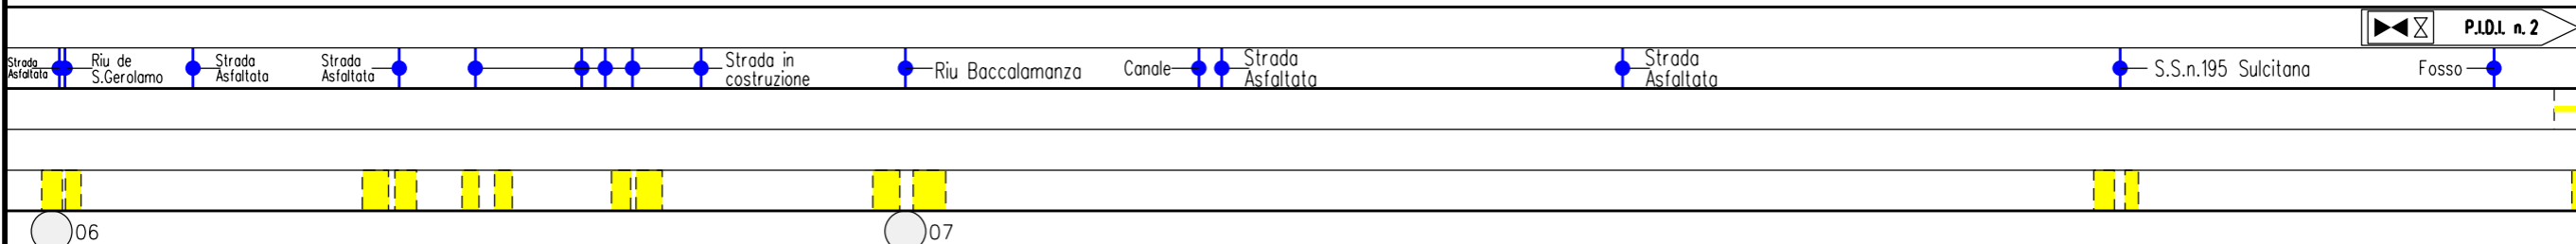 P.I.D.I. n. 2
Strada
Asfaltata
Riu de
S.Gerolamo
Strada
Asfaltata
Strada
Asfaltata
Strada in
costruzione
Riu Baccalamanza
Canale
Strada
Asfaltata
Strada
Asfaltata
S.S.n.195 Sulcitana
Fosso
06
07